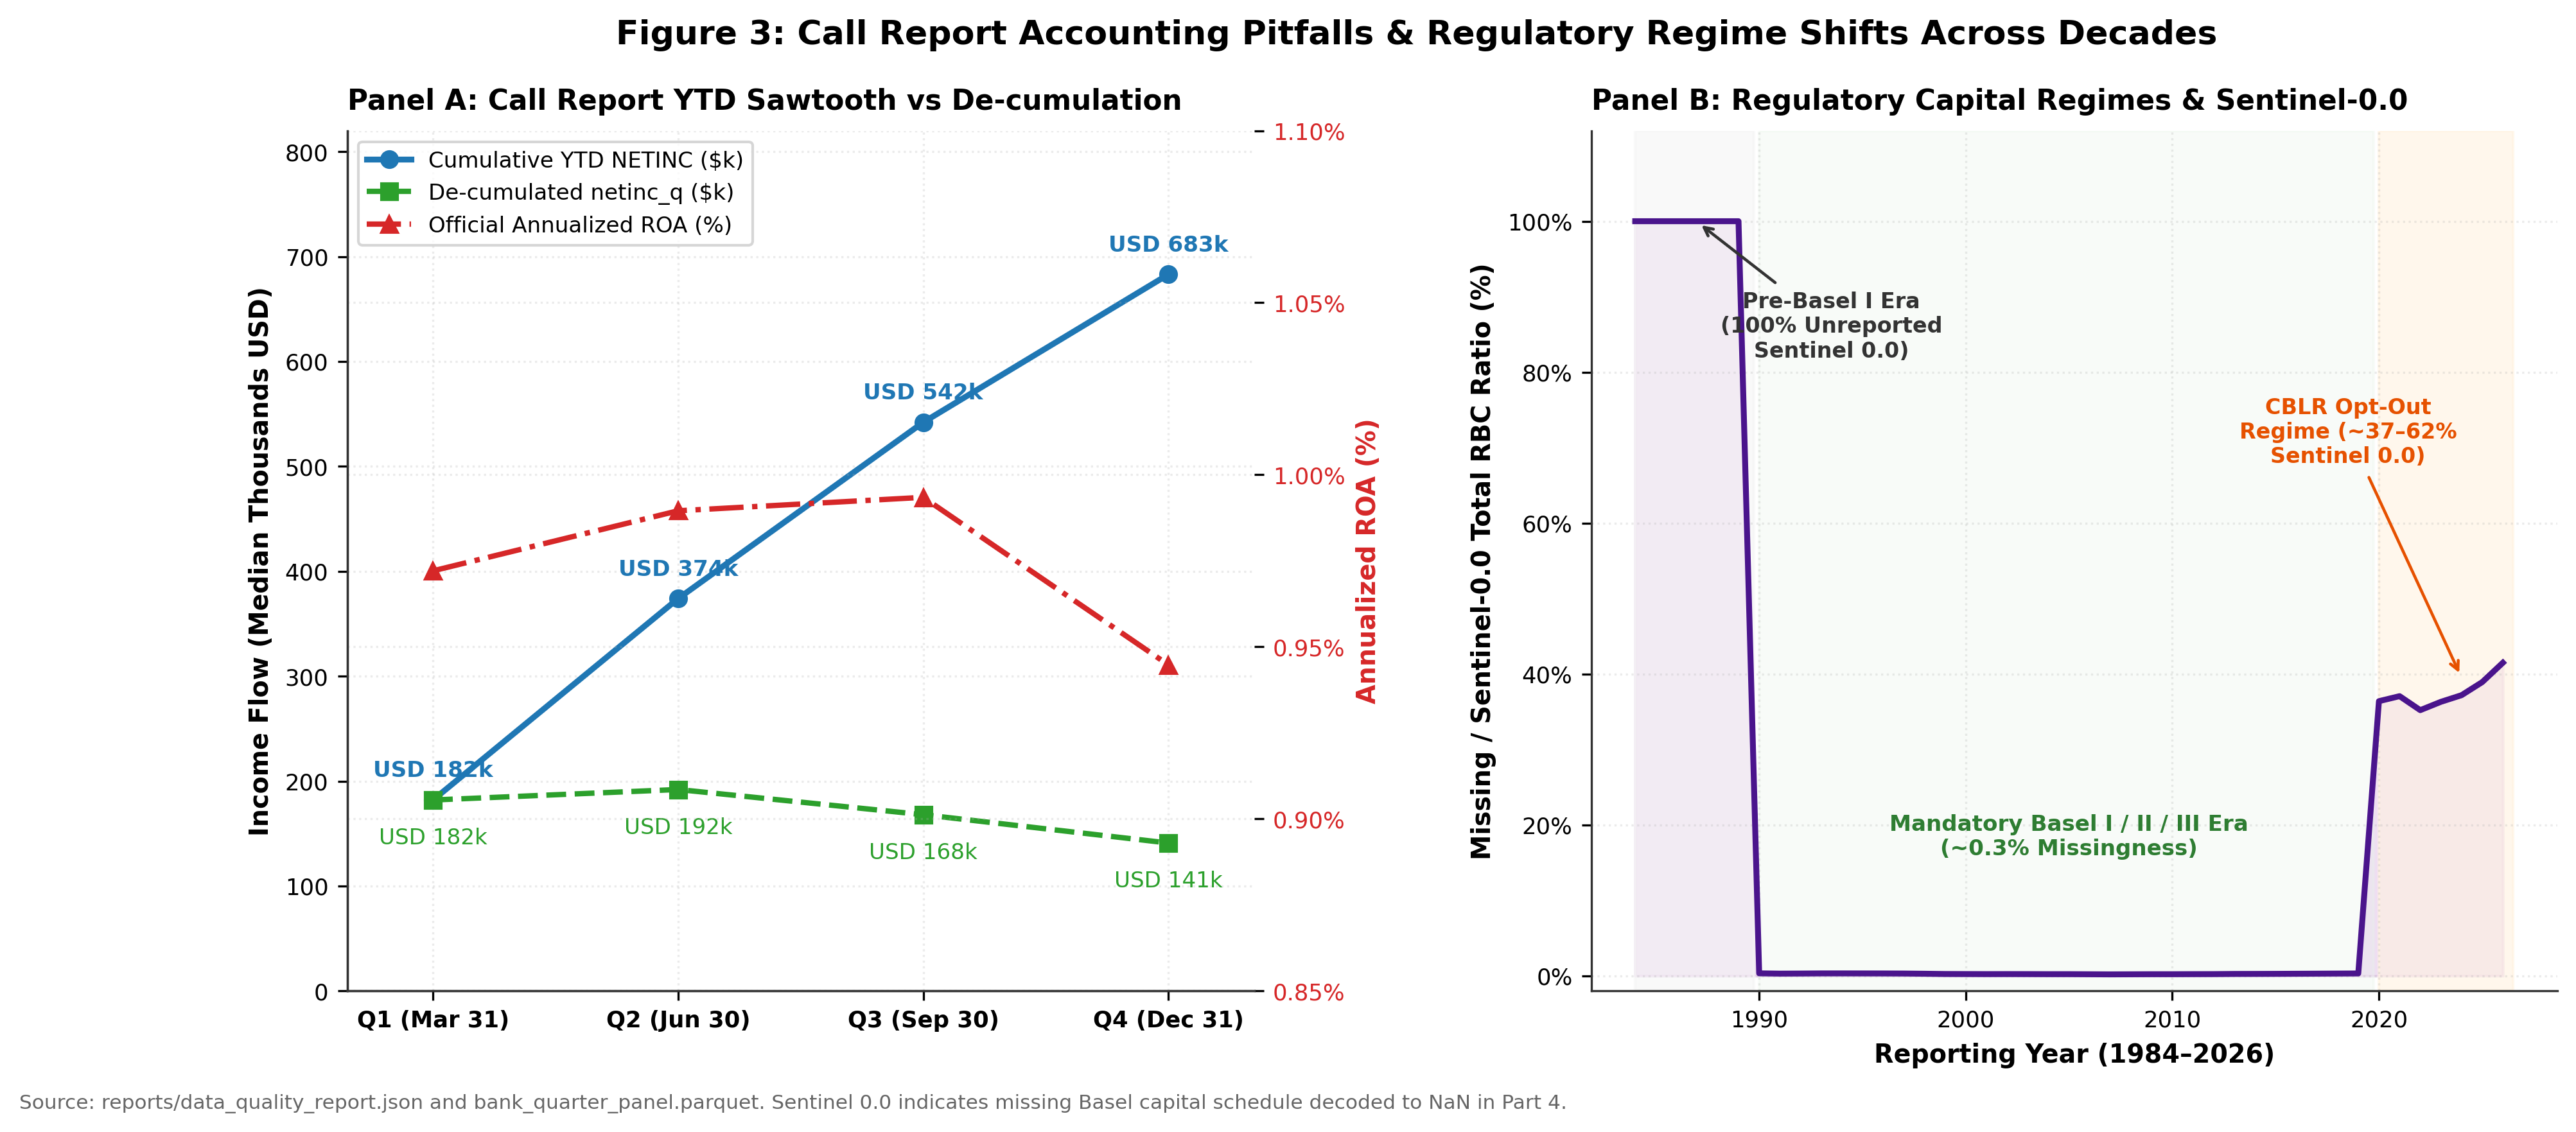 Figure 3: Call Report Accounting Pitfalls & Regulatory Regime Shifts Across Decades
Panel A: Call Report YTD Sawtooth vs De-cumulation
Cumulative YTD NETINC ($k)
De-cumulated netinc_q ($k)
Official Annualized ROA (%)
Income Flow (Median Thousands USD)
800
700
600
500
400
300
200
100
0
USD 182k
USD 374k
USD 542k
USD 683k
USD 182k
USD 192k
USD 168k
USD 141k
1.10%
1.05%
1.00%
0.95%
0.90%
0.85%
Annualized ROA (%)
Q1 (Mar 31)
Q2 (Jun 30)
Q3 (Sep 30)
Q4 (Dec 31)
Panel B: Regulatory Capital Regimes & Sentinel-0.0
Missing / Sentinel-0.0 Total RBC Ratio (%)
100%
80%
60%
40%
20%
0%
Pre-Basel I Era
(100% Unreported
Sentinel 0.0)
CBLR Opt-Out
Regime (~37–62%
Sentinel 0.0)
Mandatory Basel I / II / III Era
(~0.3% Missingness)
1990
2000
2010
2020
Reporting Year (1984–2026)
Source: reports/data_quality_report.json and bank_quarter_panel.parquet. Sentinel 0.0 indicates missing Basel capital schedule decoded to NaN in Part 4.